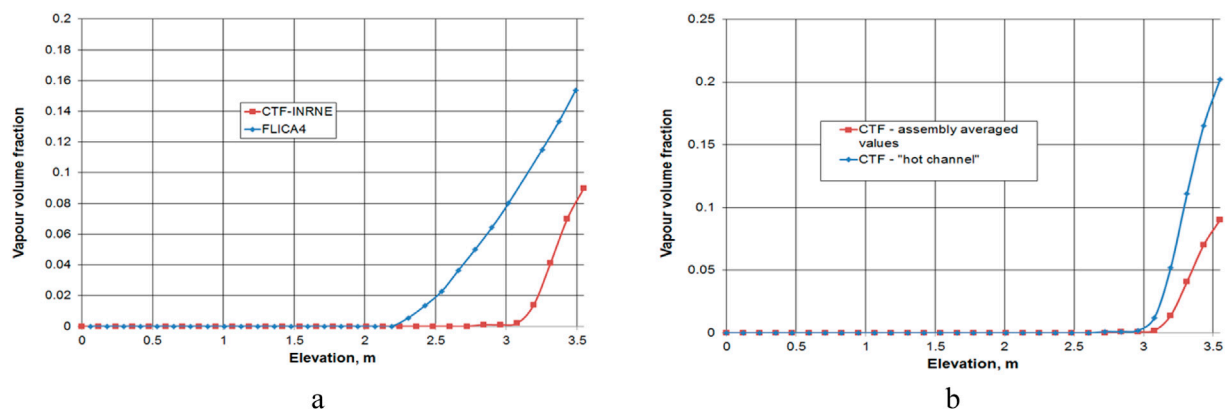 0.2
0.18
0.16
0.14
0.12
0.1
0.08
0.06
0.04
0.02
0
Vapour volume fraction
CTF-INRNE
FLICA4
0 0.5 1 1.5 2 2.5 3 3.5
Elevation, m
a
0.25
0.2
0.15
0.1
0.05
0
Vapour volume fraction
CTF - assembly averaged
values
CTF - "hot channel"
0 0.5 1 1.5 2 2.5 3 3.5
Elevation, m
b